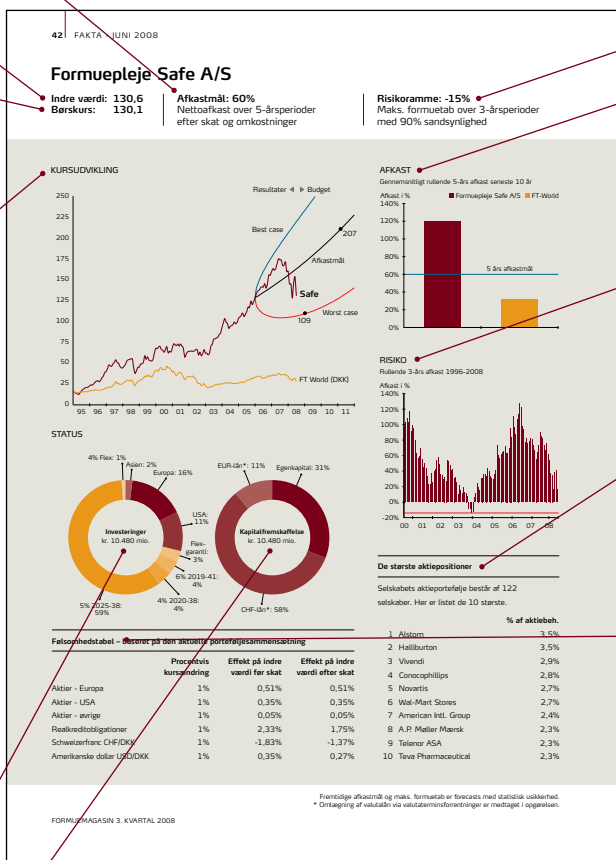 42 FAKTA JUNI 2008
Formuepleje Safe A/S
Indre værdi: 130,6
Børskurs: 130,1
Afkastmål: 60%
Nettoafkast over 5-årsperioder
efter skat og omkostninger
Risikoramme: -15%
Maks. formuetab over 3-årsperioder
med 90% sandsynlighed
KURSUDVIKLING
Resultater ◀ ▶ Budget
250
225
200
175
150
125
100
75
50
25
0
Best case
207
Afkastmål
Safe
Worst case
109
FT World (DKK)
95 96 97 98 99 00 01 02 03 04 05 06 07 08 09 10 11
AFKAST
Gennemsnitligt rullende 5-års afkast seneste 10 år
Afkast i %
Formuepleje Safe A/S FT-World
140%
120%
100%
80%
60%
40%
20%
0%
5 års afkastmål
RISIKO
Rullende 3-års afkast 1996-2008
Afkast i %
140%
120%
100%
80%
60%
40%
20%
0%
-20%
00 01 02 03 04 05 06 07 08
STATUS
4% Flex: 1%
Asien: 2%
Europa: 16%
USA:
11%
Flex-
garanti:
3%
6% 2019-41:
4%
4% 2020-38:
4%
5% 2025-38:
59%
Investeringer
kr. 10.480 mio.
EUR-lån*: 11%
Egenkapital: 31%
Kapitalfremskaffelse
kr. 10.480 mio.
CHF-lån*: 58%
De største aktiepositioner
Selskabets aktieportefølje består af 122
selskaber. Her er listet de 10 største.
% af aktiebeh.
1 Alstom 3,5%
2 Halliburton 3,5%
3 Vivendi 2,9%
4 Conocophillips 2,8%
5 Novartis 2,7%
6 Wal-Mart Stores 2,7%
7 American Intl. Group 2,4%
8 A.P. Møller Mærsk 2,3%
9 Telenor ASA 2,3%
10 Teva Pharmaceutical 2,3%
Følsomhedstabel – baseret på den aktuelle porteføljesammensætning
Procentvis Effekt på indre Effekt på indre
kursændring værdi før skat værdi efter skat
Aktier - Europa 1% 0,51% 0,51%
Aktier - USA 1% 0,35% 0,35%
Aktier - øvrige 1% 0,05% 0,05%
Realkreditobligationer 1% 2,33% 1,75%
Schweizerfranc CHF/DKK 1% -1,83% -1,37%
Amerikanske dollar USD/DKK 1% 0,35% 0,27%
Fremtidige afkastmål og maks. formuetab er forecasts med statistisk usikkerhed.
* Omlægning af valutalån via valutaterminsforretninger er medtaget i opgørelsen.
FORMUEMAGASIN 3. KVARTAL 2008